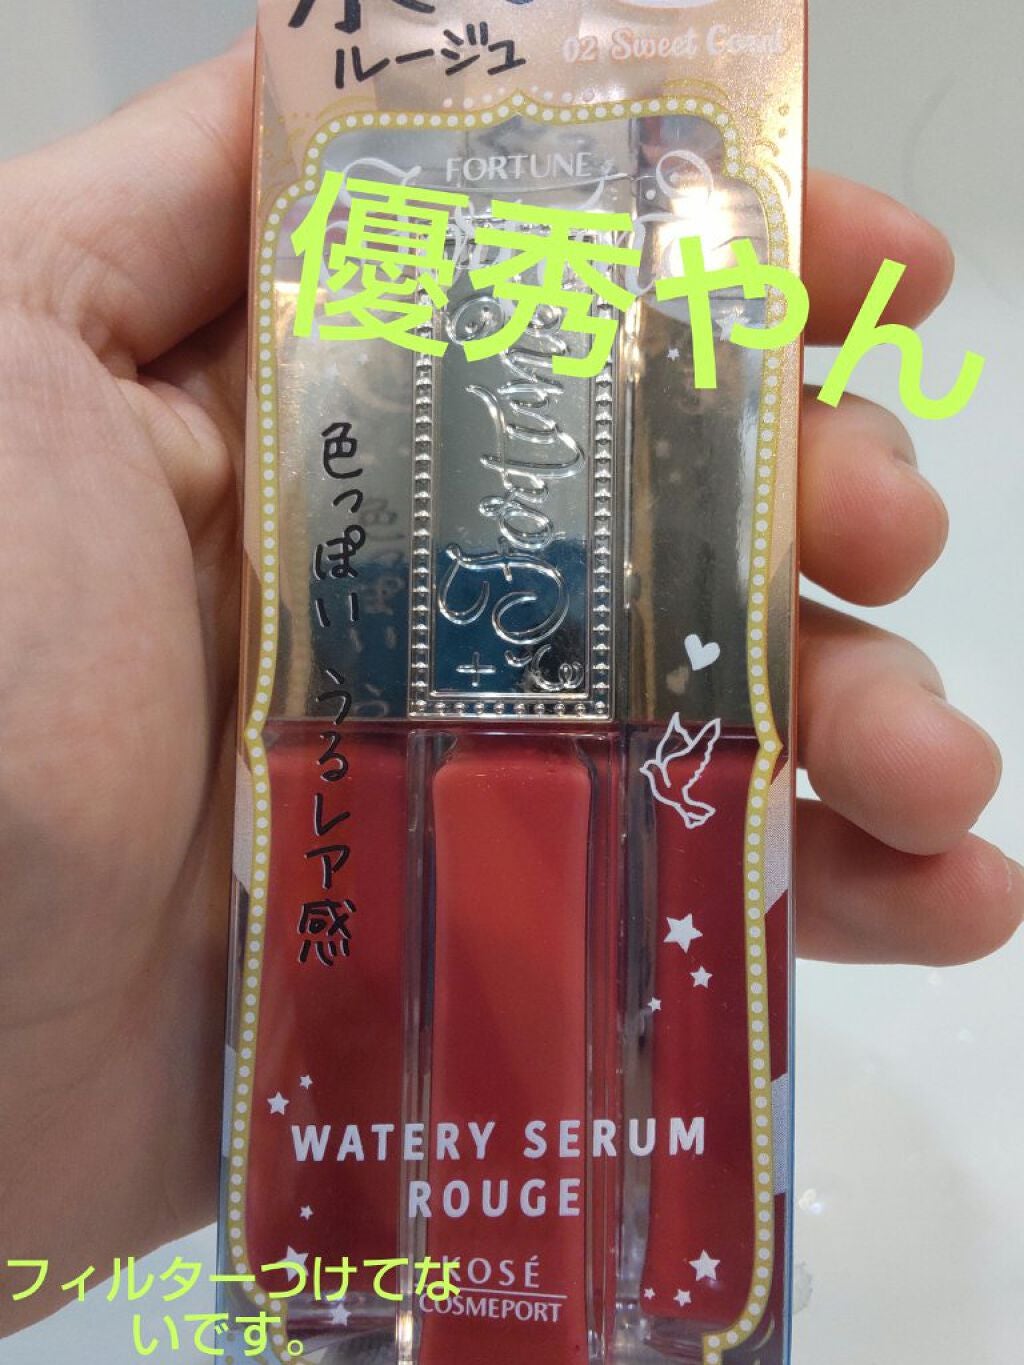 ルージュ
02 Sweet Coral
FORTUNE
優秀やん
Fortune
色っぽい うるレア感
WATERY SERUM
ROUGE
KOSÉ
COSMEPORT
フィルターつけてな
いです。